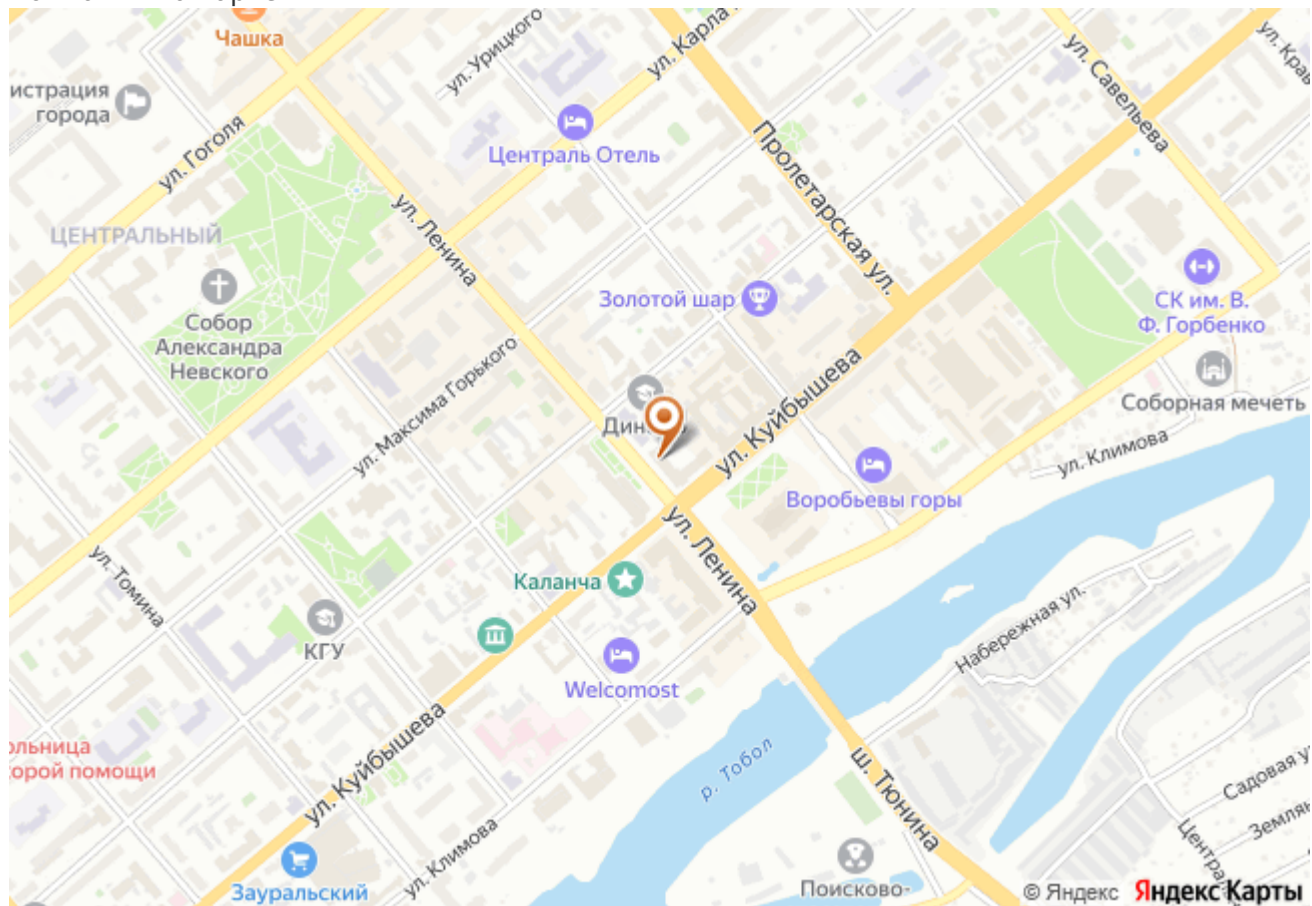 Чашка
ул. Урицкого
ул. Карла
ул. Савельева
истрация
города
ул. Гоголя
Централь Отель
Пролетарская ул.
ул. Ленина
ЦЕНТРАЛЬНЫЙ
Собор
Александра
Невского
Золотой шар
СК им. В.
Ф. Горбенко
ул. Максима Горького
ул. Куйбышева
Соборная мечеть
ул. Климова
Воробьевы горы
ул. Ленина
ул. Томина
Каланча
КГУ
Набережная ул.
Welcomost
ольница
орой помощи
ул. Куйбышева
р. Тобол
ш. Тюнина
Садовая у
Землян
Централ
ул. Климова
Зауральский
Поисково-
© Яндекс Яндекс Карты